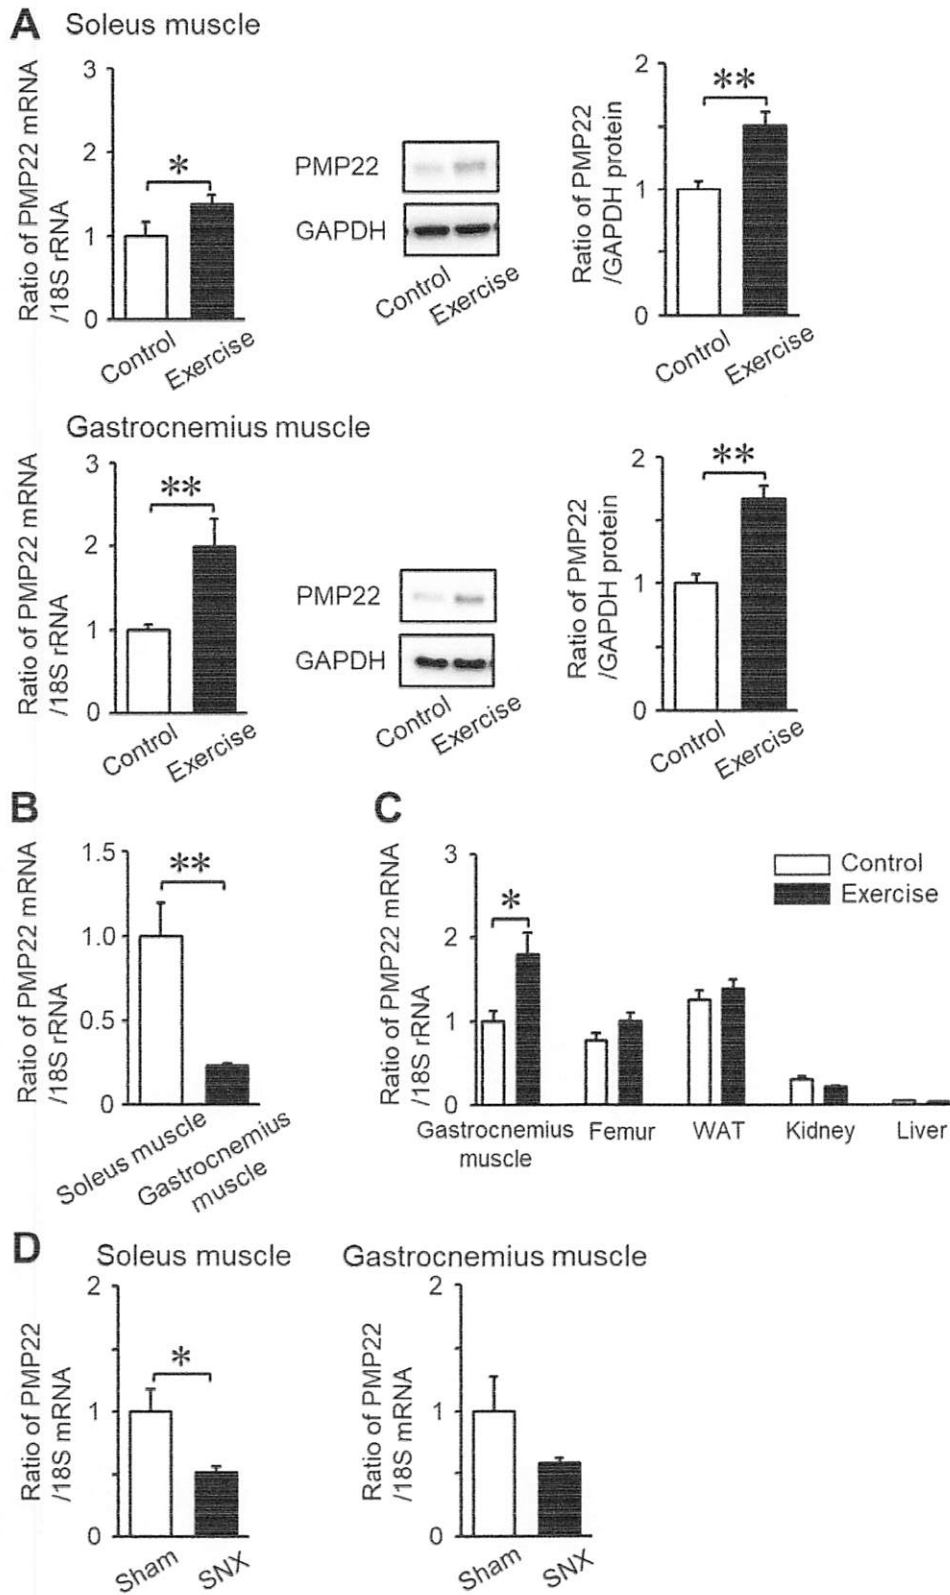 A Soleus muscle
Ratio of PMP22 mRNA
/18S rRNA
3
2
1
0
*
Control
Exercise
PMP22
GAPDH
Control
Exercise
Ratio of PMP22
/GAPDH protein
2
1
0
**
Control
Exercise
Gastrocnemius muscle
Ratio of PMP22 mRNA
/18S rRNA
3
2
1
0
**
Control
Exercise
PMP22
GAPDH
Control
Exercise
Ratio of PMP22
/GAPDH protein
2
1
0
**
Control
Exercise
B
Ratio of PMP22 mRNA
/18S rRNA
1.5
1.0
0.5
0
**
Soleus muscle
Gastrocnemius
muscle
C
Ratio of PMP22 mRNA
/18S rRNA
3
2
1
0
*
Control
Exercise
Gastrocnemius
muscle
Femur
WAT
Kidney
Liver
D
Soleus muscle
Ratio of PMP22
/18S mRNA
2
1
0
*
Sham
SNX
Gastrocnemius muscle
Ratio of PMP22
/18S mRNA
2
1
0
Sham
SNX